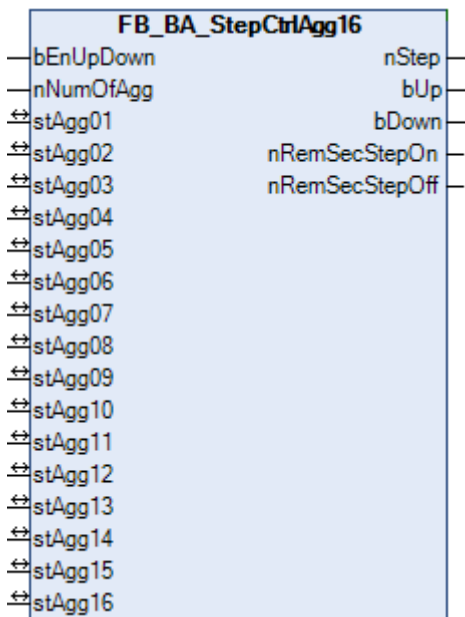 FB_BA_StepCtrlAgg16
bEnUpDown nStep
nNumOfAgg bUp
stAgg01 bDown
stAgg02 nRemSecStepOn
stAgg03 nRemSecStepOff
stAgg04
stAgg05
stAgg06
stAgg07
stAgg08
stAgg09
stAgg10
stAgg11
stAgg12
stAgg13
stAgg14
stAgg15
stAgg16